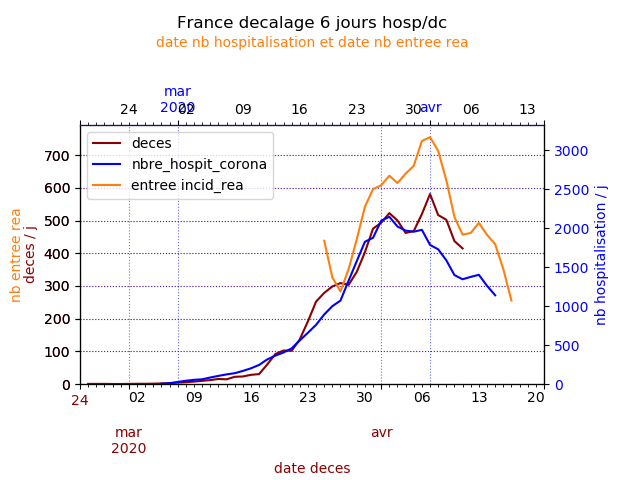 France decalage 6 jours hosp/dc
date nb hospitalisation et date nb entree rea
mar
2020
avr
24 02 09 16 23 30 06 13
deces
nbre_hospit_corona
entree incid_rea
700
600
500
400
300
200
100
0
nb entree rea
deces / j
3000
2500
2000
1500
1000
500
0
nb hospitalisation / j
24 02 09 16 23 30 06 13 20
mar
2020
avr
date deces